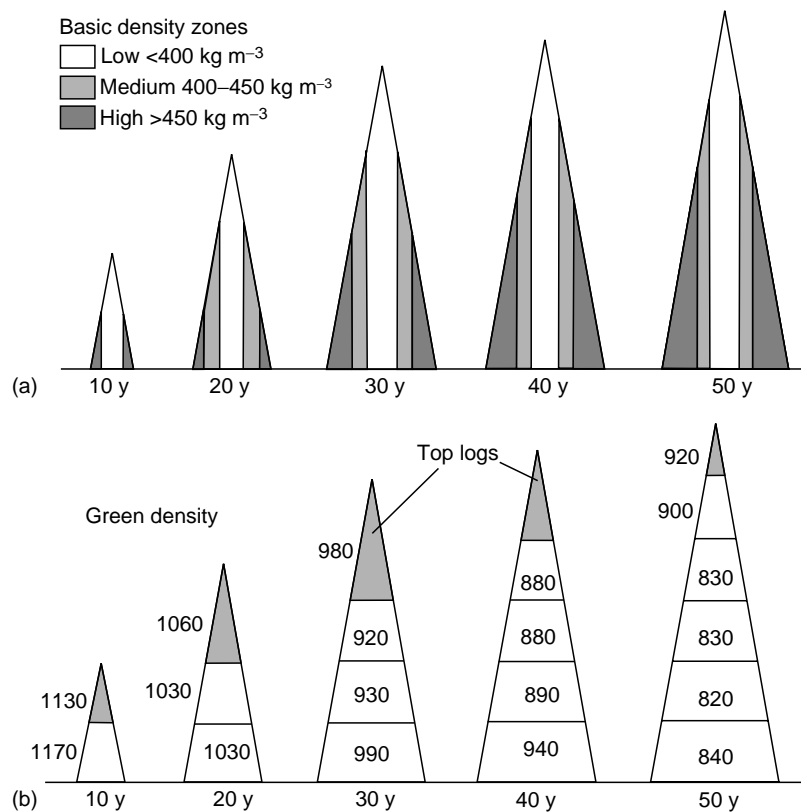 Basic density zones
Low <400 kg m⁻³
Medium 400–450 kg m⁻³
High >450 kg m⁻³
(a)
10 y 20 y 30 y 40 y 50 y
Top logs
Green density
920
900
980
880
830
1060
920
880
830
1130
1030
930
890
820
1170
1030
990
940
840
(b)
10 y 20 y 30 y 40 y 50 y